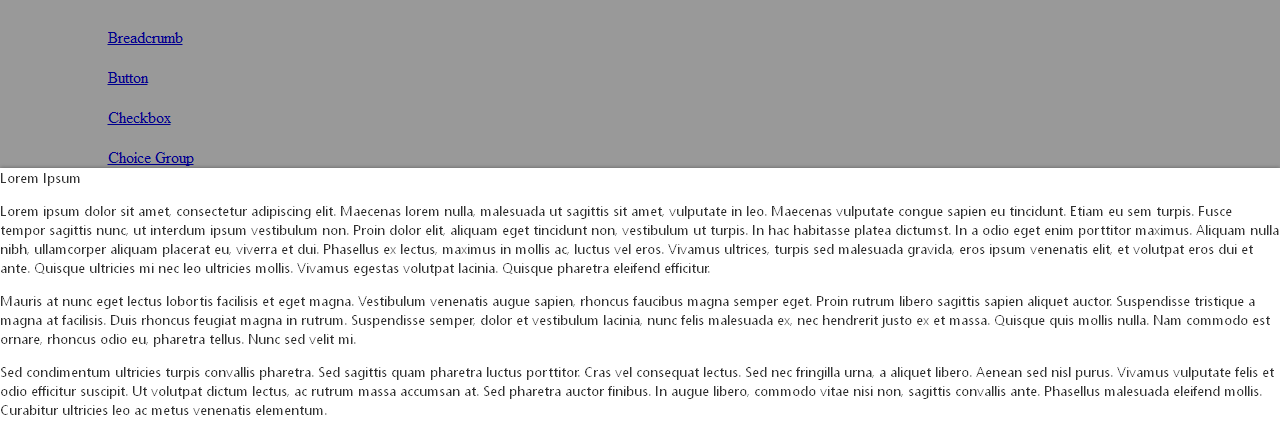 Breadcrumb
Button
Checkbox
Choice Group
Lorem Ipsum
Lorem ipsum dolor sit amet, consectetur adipiscing elit. Maecenas lorem nulla, malesuada ut sagittis sit amet, vulputate in leo. Maecenas vulputate congue sapien eu tincidunt. Etiam eu sem turpis. Fusce
tempor sagittis nunc, ut interdum ipsum vestibulum non. Proin dolor elit, aliquam eget tincidunt non, vestibulum ut turpis. In hac habitasse platea dictumst. In a odio eget enim porttitor maximus. Aliquam nulla
nibh, ullamcorper aliquam placerat eu, viverra et dui. Phasellus ex lectus, maximus in mollis ac, luctus vel eros. Vivamus ultrices, turpis sed malesuada gravida, eros ipsum venenatis elit, et volutpat eros dui et
ante. Quisque ultricies mi nec leo ultricies mollis. Vivamus egestas volutpat lacinia. Quisque pharetra eleifend efficitur.
Mauris at nunc eget lectus lobortis facilisis et eget magna. Vestibulum venenatis augue sapien, rhoncus faucibus magna semper eget. Proin rutrum libero sagittis sapien aliquet auctor. Suspendisse tristique a
magna at facilisis. Duis rhoncus feugiat magna in rutrum. Suspendisse semper, dolor et vestibulum lacinia, nunc felis malesuada ex, nec hendrerit justo ex et massa. Quisque quis mollis nulla. Nam commodo est
ornare, rhoncus odio eu, pharetra tellus. Nunc sed velit mi.
Sed condimentum ultricies turpis convallis pharetra. Sed sagittis quam pharetra luctus porttitor. Cras vel consequat lectus. Sed nec fringilla urna, a aliquet libero. Aenean sed nisl purus. Vivamus vulputate felis et
odio efficitur suscipit. Ut volutpat dictum lectus, ac rutrum massa accumsan at. Sed pharetra auctor finibus. In augue libero, commodo vitae nisi non, sagittis convallis ante. Phasellus malesuada eleifend mollis.
Curabitur ultricies leo ac metus venenatis elementum.